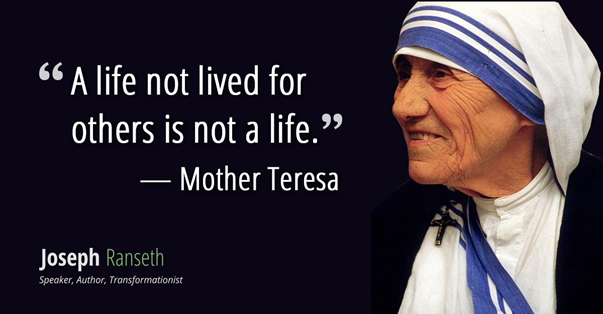 “A life not lived for
others is not a life.”
— Mother Teresa
Joseph Ranseth
Speaker, Author, Transformationist